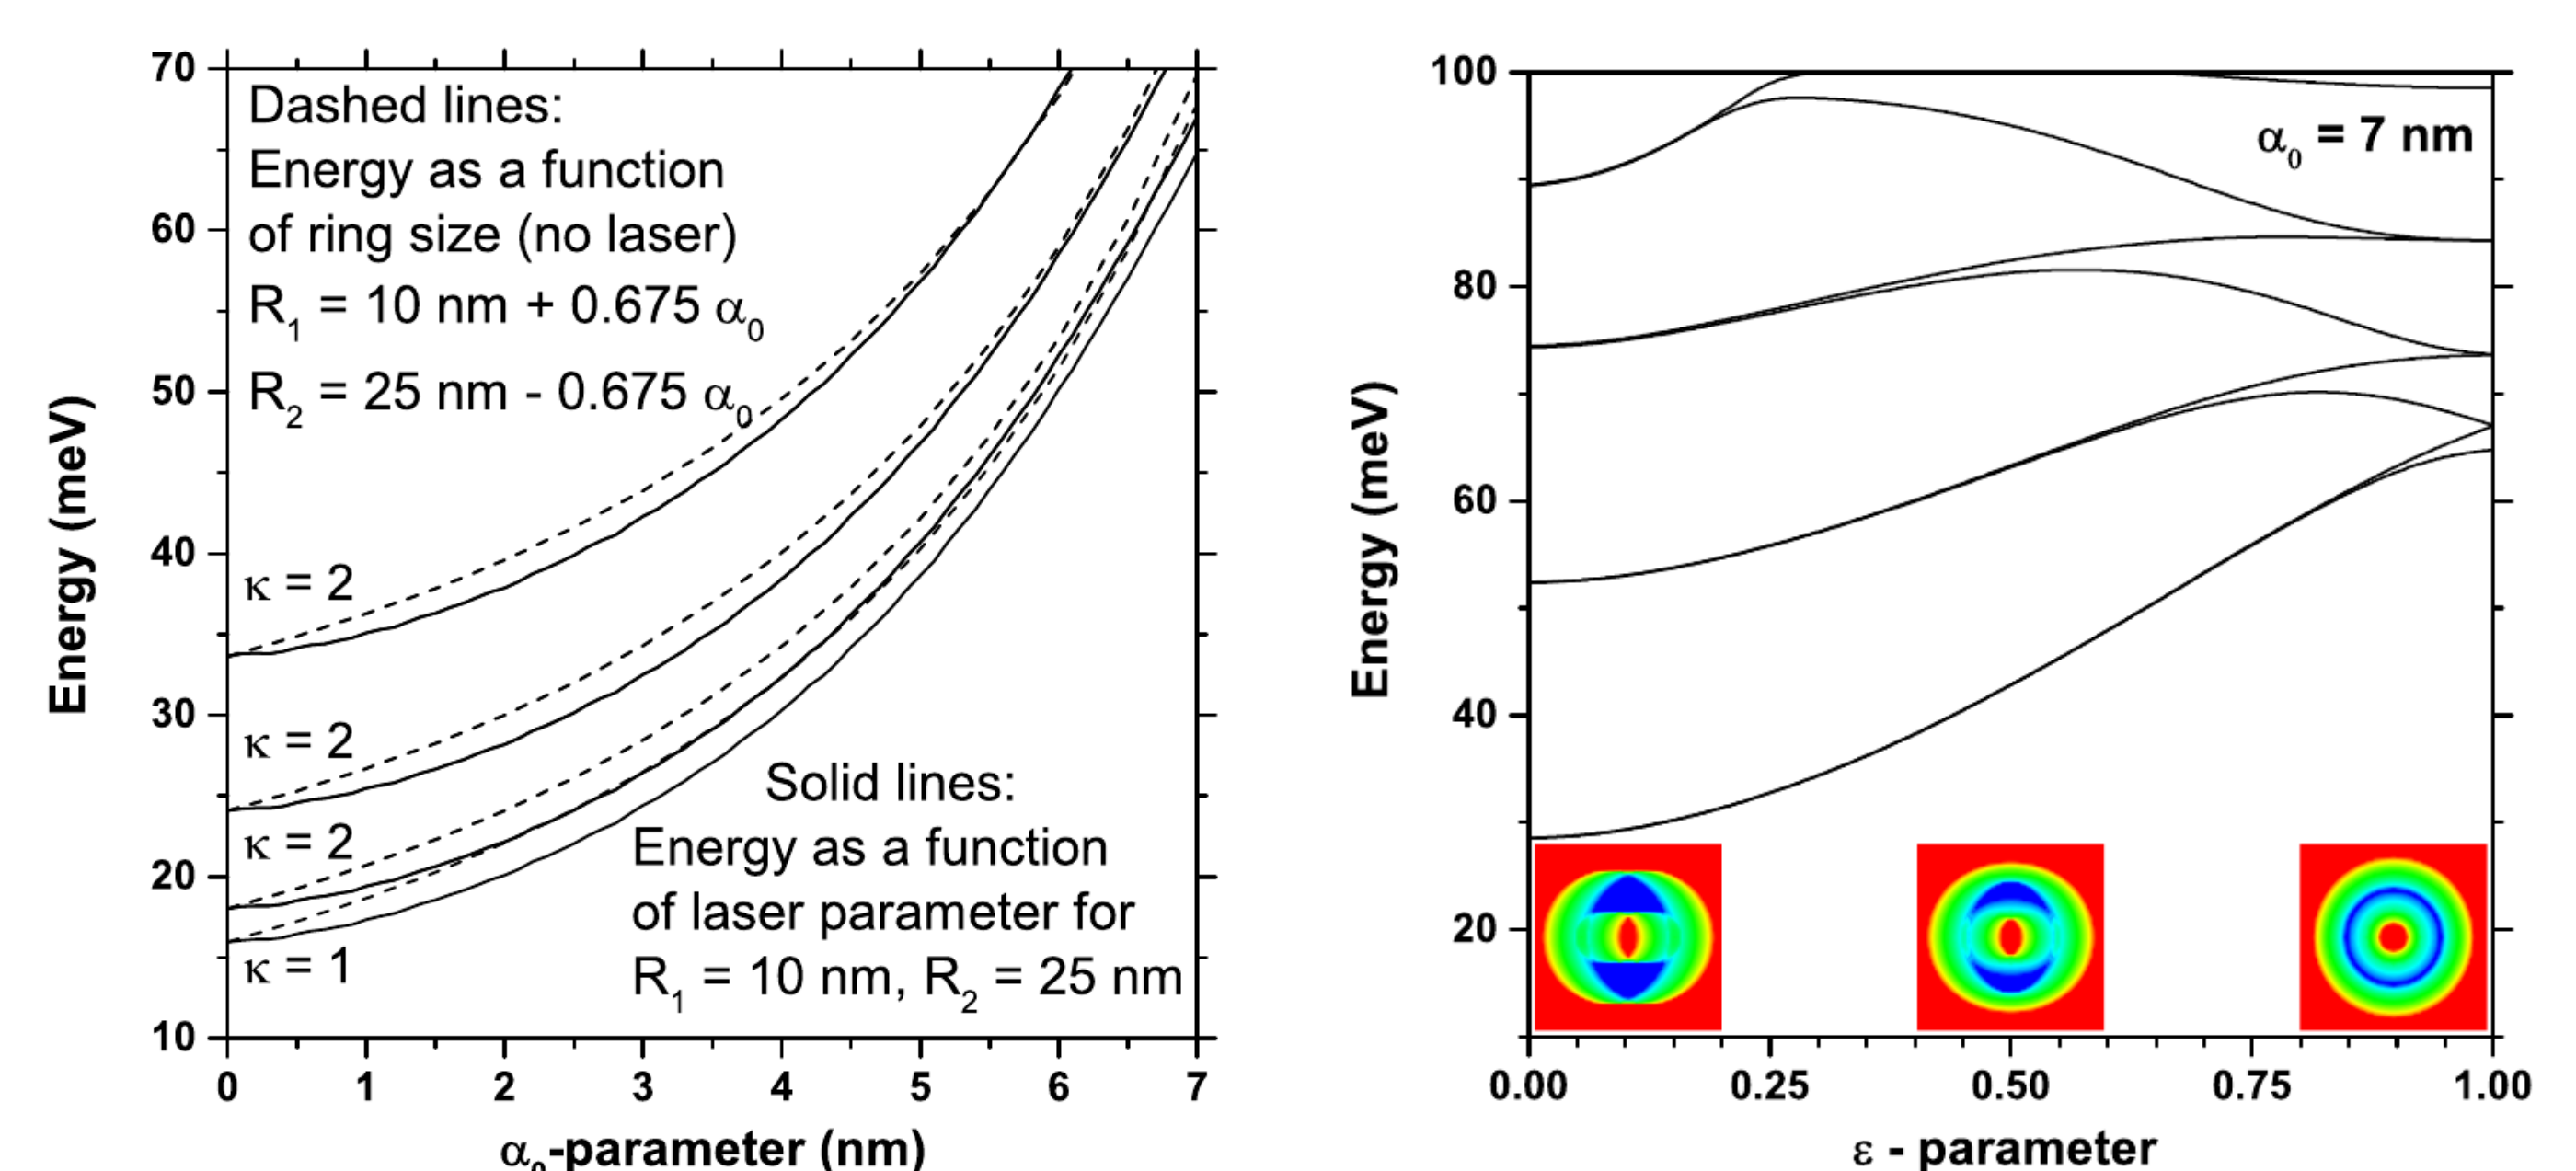 70
60
50
40
30
20
10
Energy (meV)
Dashed lines:
Energy as a function
of ring size (no laser)
R₁ = 10 nm + 0.675 α₀
R₂ = 25 nm - 0.675 α₀
κ = 2
κ = 2
κ = 2
κ = 1
Solid lines:
Energy as a function
of laser parameter for
R₁ = 10 nm, R₂ = 25 nm
0 1 2 3 4 5 6 7
α₀-parameter (nm)
100
80
60
40
20
Energy (meV)
α₀ = 7 nm
0.00 0.25 0.50 0.75 1.00
ε - parameter